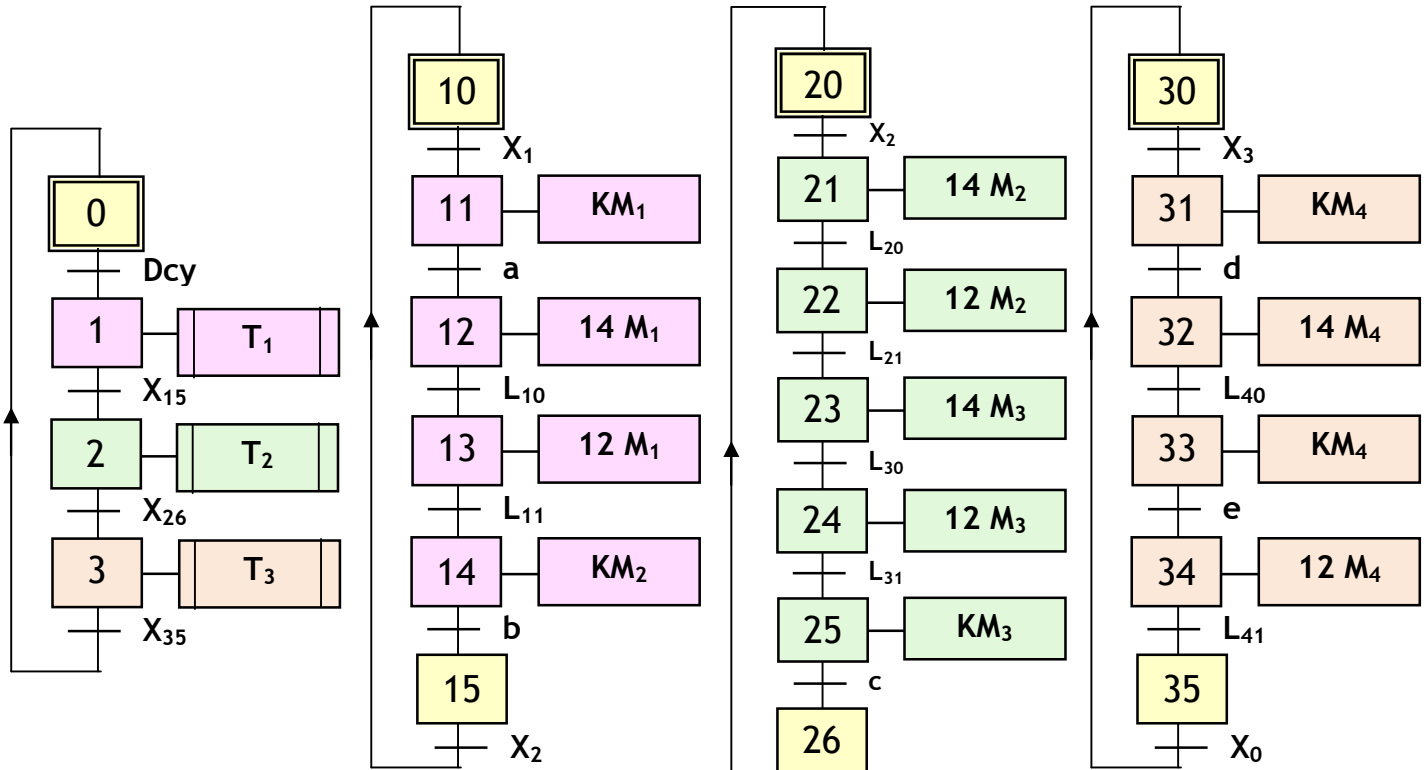 0
Dcy
1 T₁
X₁₅
2 T₂
X₂₆
3 T₃
X₃₅
10
X₁
11 KM₁
a
12 14 M₁
L₁₀
13 12 M₁
L₁₁
14 KM₂
b
15
X₂
20
X₂
21 14 M₂
L₂₀
22 12 M₂
L₂₁
23 14 M₃
L₃₀
24 12 M₃
L₃₁
25 KM₃
c
26
30
X₃
31 KM₄
d
32 14 M₄
L₄₀
33 KM₄
e
34 12 M₄
L₄₁
35
X₀